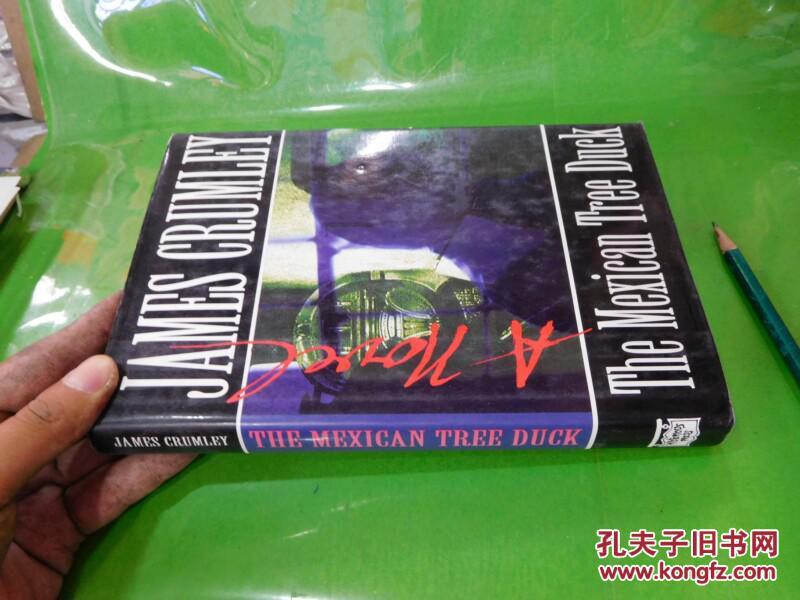 JAMES CRUMLEY
A Novel
The Mexican Tree Duck
JAMES CRUMLEY
THE MEXICAN TREE DUCK
孔夫子旧书网
www.kongfz.com